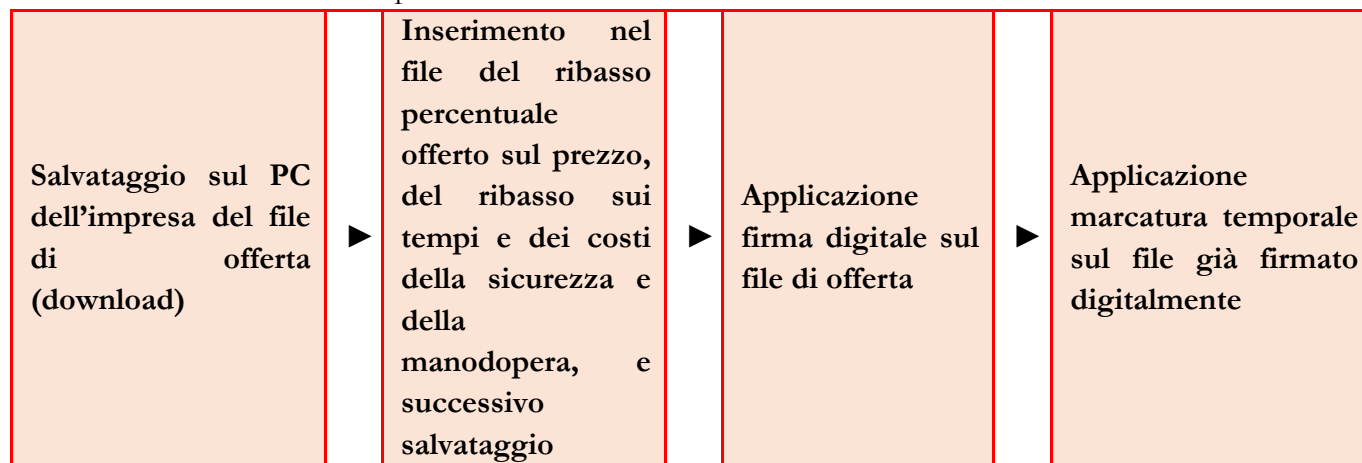 Salvataggio sul PC
dell’impresa del file
di offerta
(download)
►
Inserimento nel
file del ribasso
percentuale
offerto sul prezzo,
del ribasso sui
tempi e dei costi
della sicurezza e
della
manodopera, e
successivo
salvataggio
►
Applicazione
firma digitale sul
file di offerta
►
Applicazione
marcatura temporale
sul file già firmato
digitalmente